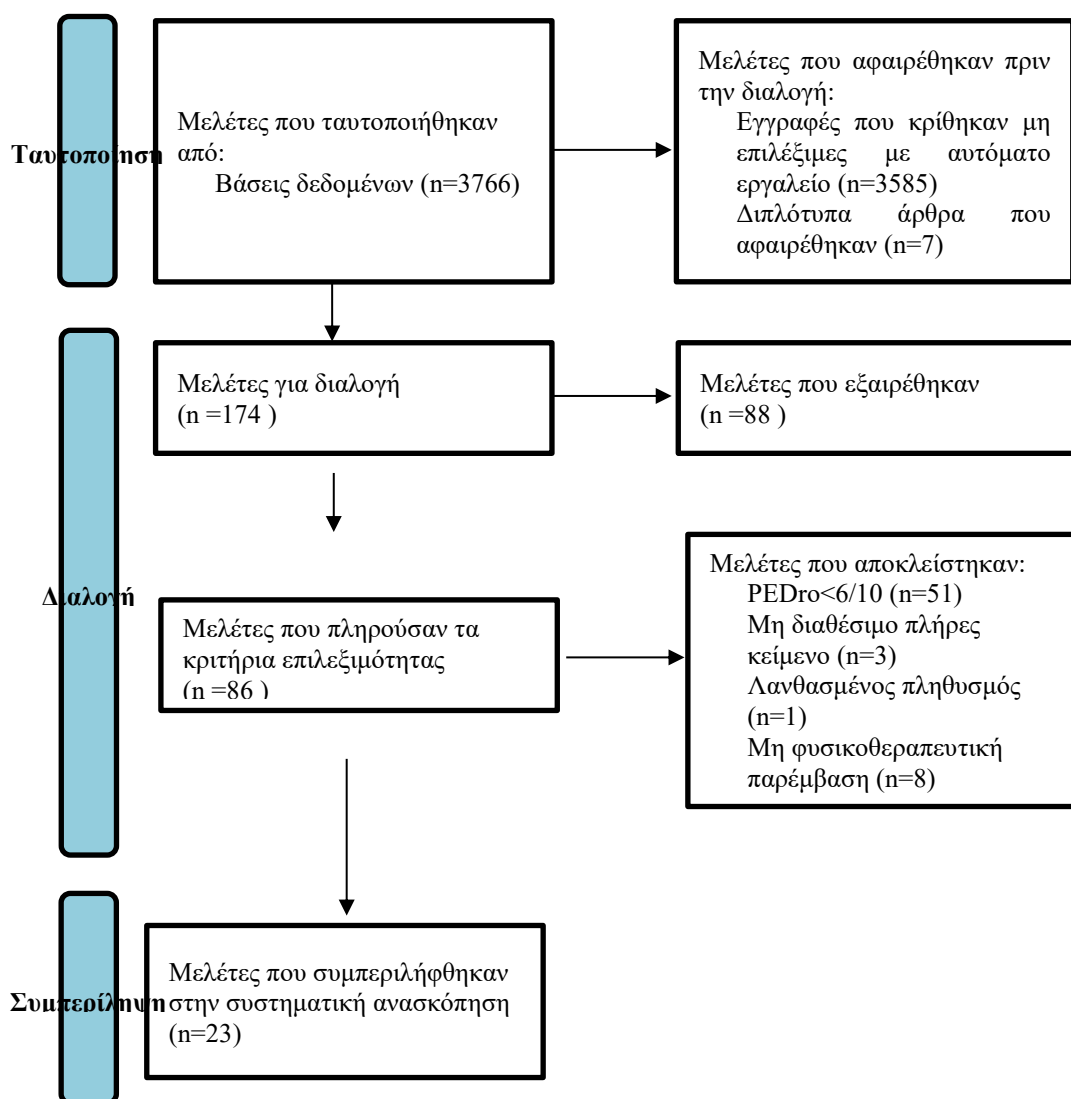 Ταυτοποίηση
Μελέτες που ταυτοποιήθηκαν
από:
Βάσεις δεδομένων (n=3766)
Μελέτες που αφαιρέθηκαν πριν
την διαλογή:
Εγγραφές που κρίθηκαν μη
επιλέξιμες με αυτόματο
εργαλείο (n=3585)
Διπλότυπα άρθρα που
αφαιρέθηκαν (n=7)
Διαλογή
Μελέτες για διαλογή
(n =174 )
Μελέτες που εξαιρέθηκαν
(n =88 )
Μελέτες που πληρούσαν τα
κριτήρια επιλεξιμότητας
(n =86 )
Μελέτες που αποκλείστηκαν:
PEDro<6/10 (n=51)
Μη διαθέσιμο πλήρες
κείμενο (n=3)
Λανθασμένος πληθυσμός
(n=1)
Μη φυσικοθεραπευτική
παρέμβαση (n=8)
Συμπερίληψη
Μελέτες που συμπεριλήφθηκαν
στην συστηματική ανασκόπηση
(n=23)